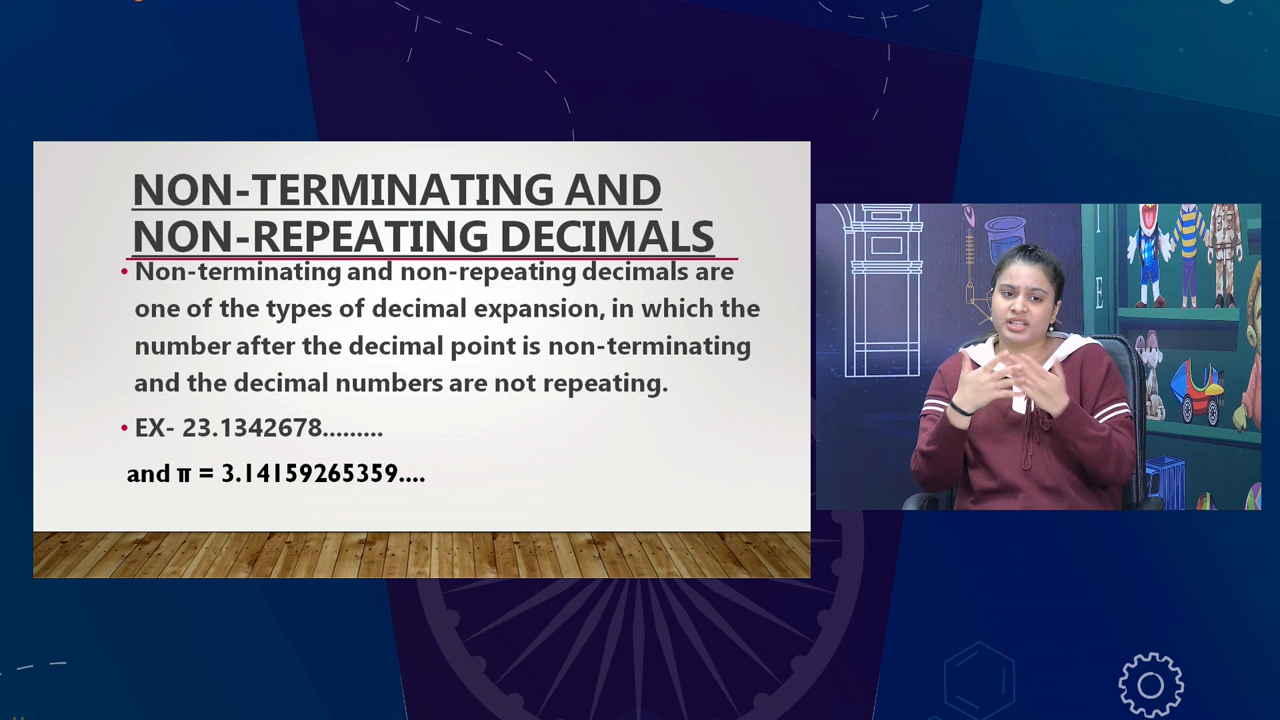 NON-TERMINATING AND
NON-REPEATING DECIMALS
• Non-terminating and non-repeating decimals are
one of the types of decimal expansion, in which the
number after the decimal point is non-terminating
and the decimal numbers are not repeating.
• EX- 23.1342678.........
and π = 3.14159265359....
I
E